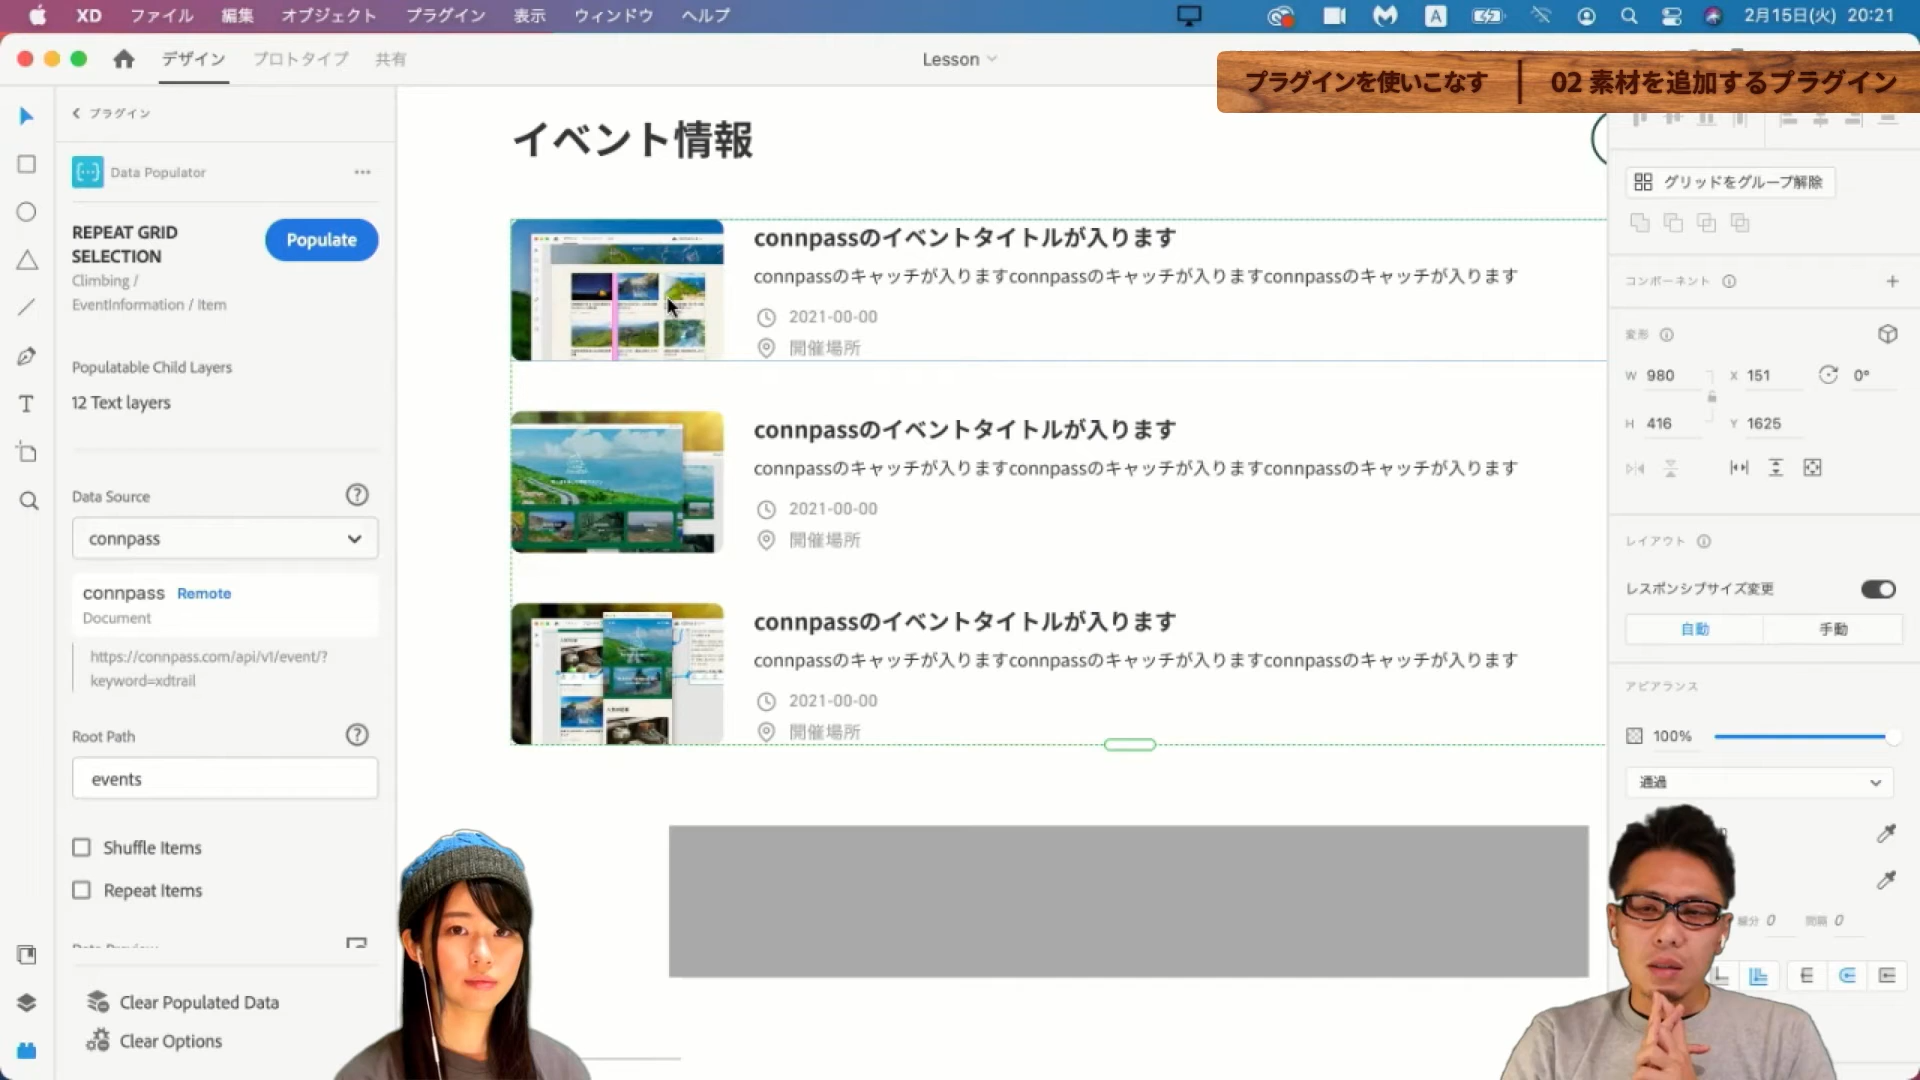 XD ファイル 編集 オブジェクト プラグイン 表示 ウィンドウ ヘルプ
2月15日(火) 20:21
デザイン プロトタイプ 共有
Lesson
プラグインを使いこなす 02 素材を追加するプラグイン
プラグイン
Data Populator
REPEAT GRID
SELECTION
Populate
Climbing /
EventInformation / Item
Populatable Child Layers
12 Text layers
Data Source
connpass
connpass Remote
Document
https://connpass.com/api/v1/event/?
keyword=xdtrail
Root Path
events
Shuffle Items
Repeat Items
Data Preview
Clear Populated Data
Clear Options
イベント情報
connpassのイベントタイトルが入ります
connpassのキャッチが入りますconnpassのキャッチが入りますconnpassのキャッチが入ります
2021-00-00
開催場所
connpassのイベントタイトルが入ります
connpassのキャッチが入りますconnpassのキャッチが入りますconnpassのキャッチが入ります
2021-00-00
開催場所
connpassのイベントタイトルが入ります
connpassのキャッチが入りますconnpassのキャッチが入りますconnpassのキャッチが入ります
2021-00-00
開催場所
グリッドをグループ解除
コンポーネント
変形
W 980 X 151 0°
H 416 Y 1625
レイアウト
レスポンシブサイズ変更
自動 手動
アピアランス
100%
通過
線分 0 間隔 0